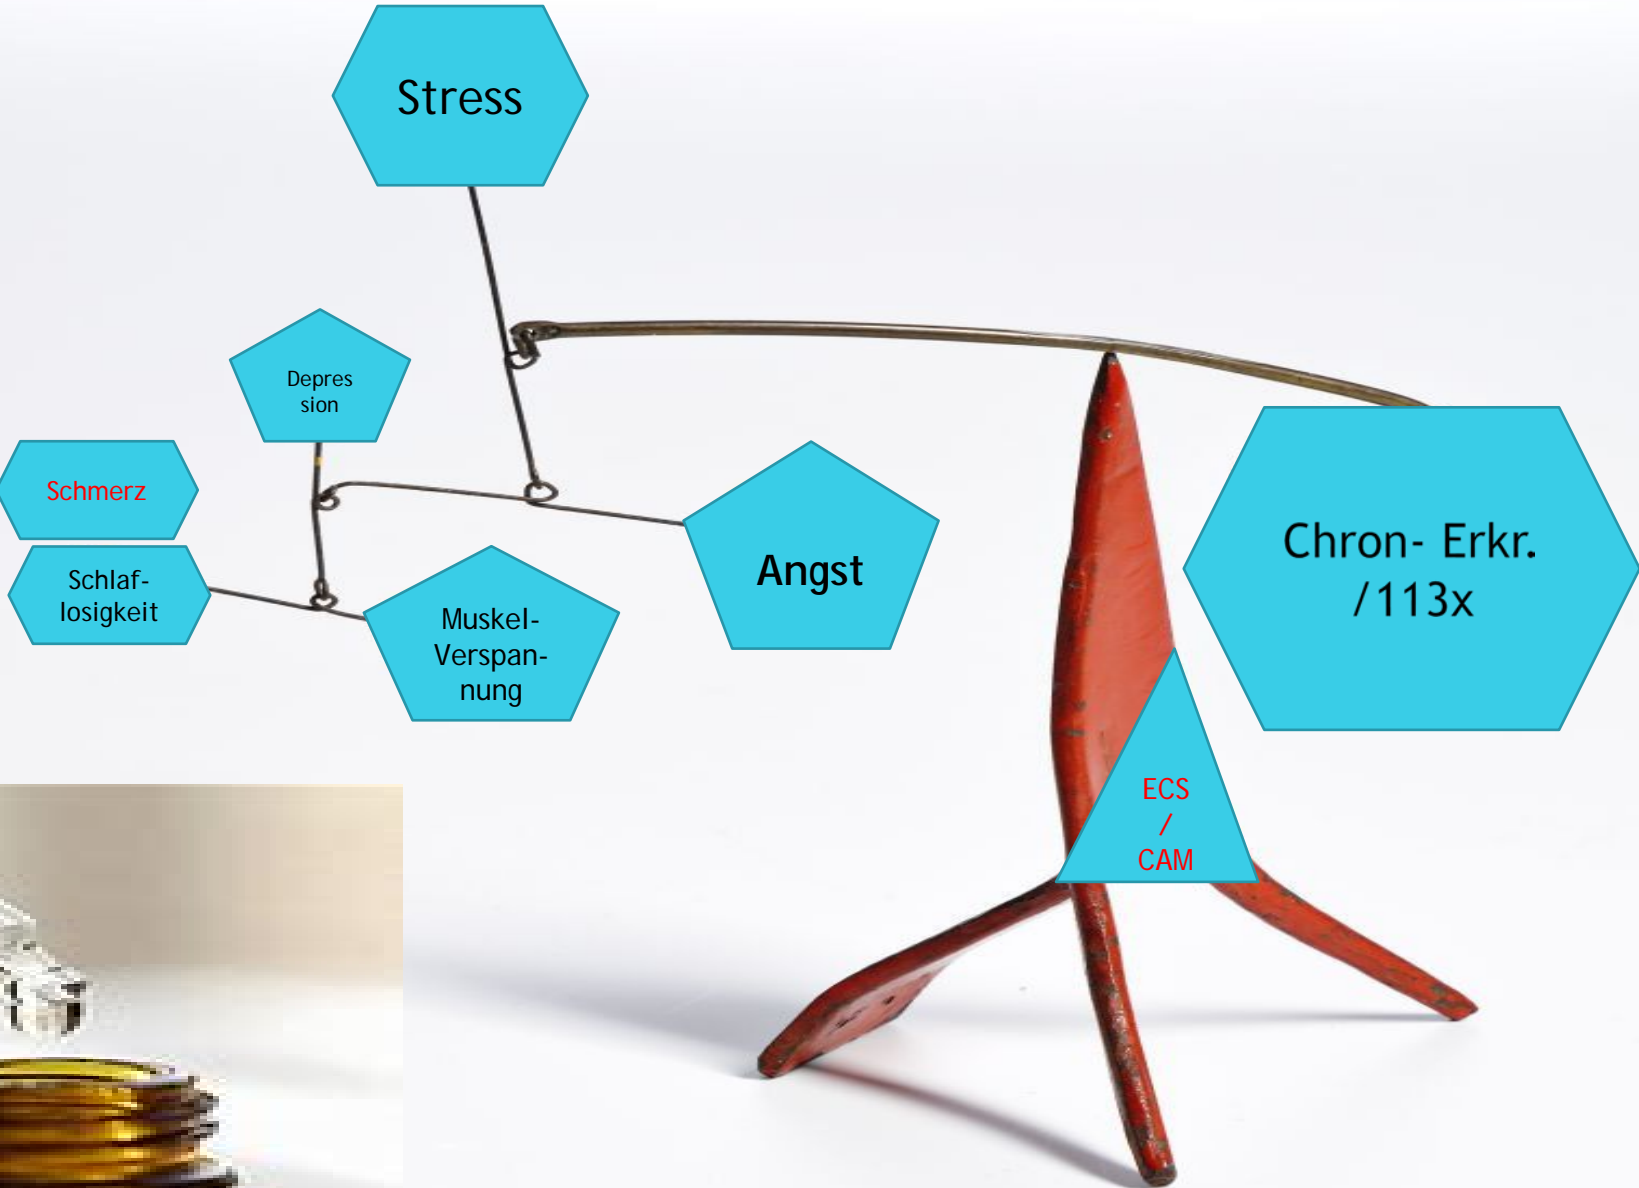 Stress
Depres
sion
Schmerz
Schlaf-
losigkeit
Muskel-
Verspan-
nung
Angst
Chron- Erkr.
/113x
ECS
/
CAM